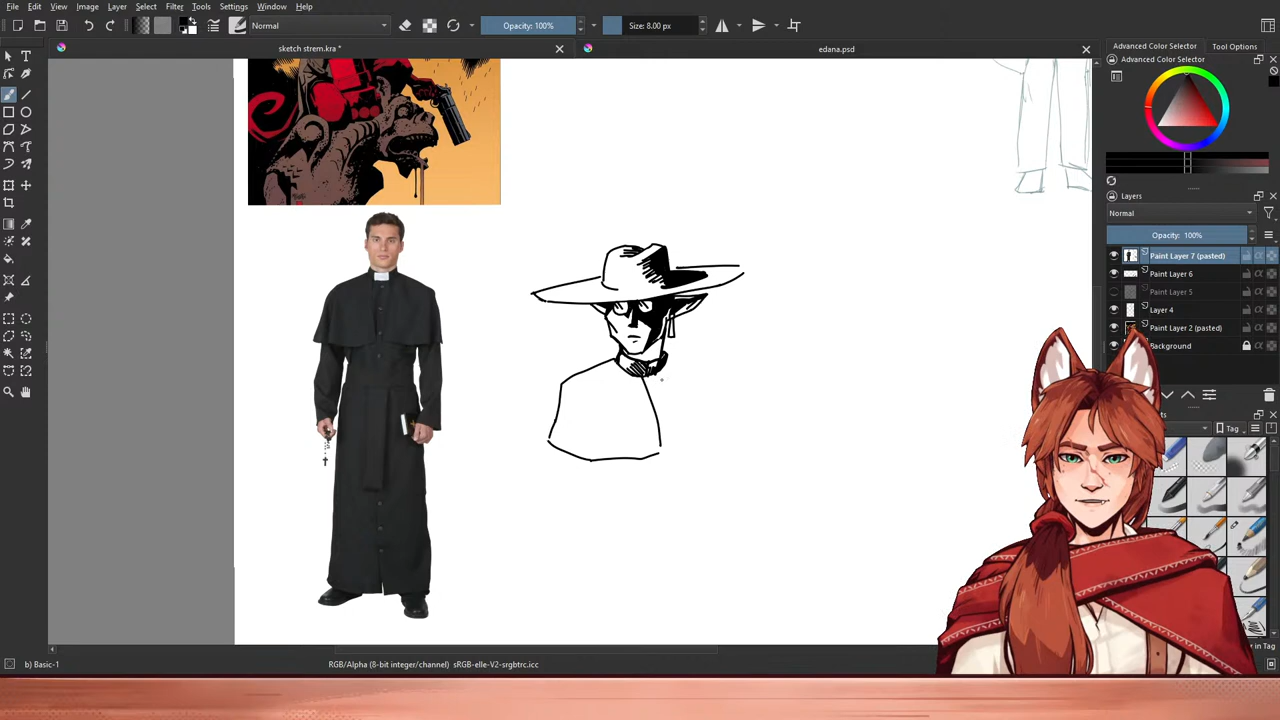 File Edit View Image Layer Select Filter Tools Settings Window Help
Normal Opacity: 100% Size: 8.00 px
sketch strem.kra * edana.psd
Advanced Color Selector Tool Options
Advanced Color Selector
Layers
Normal
Opacity: 100%
Paint Layer 7 (pasted)
Paint Layer 6
Paint Layer 5
Layer 4
Paint Layer 2 (pasted)
Background
Tag
in Tag
b) Basic-1 RGB/Alpha (8-bit integer/channel) sRGB-elle-V2-srgbtrc.icc